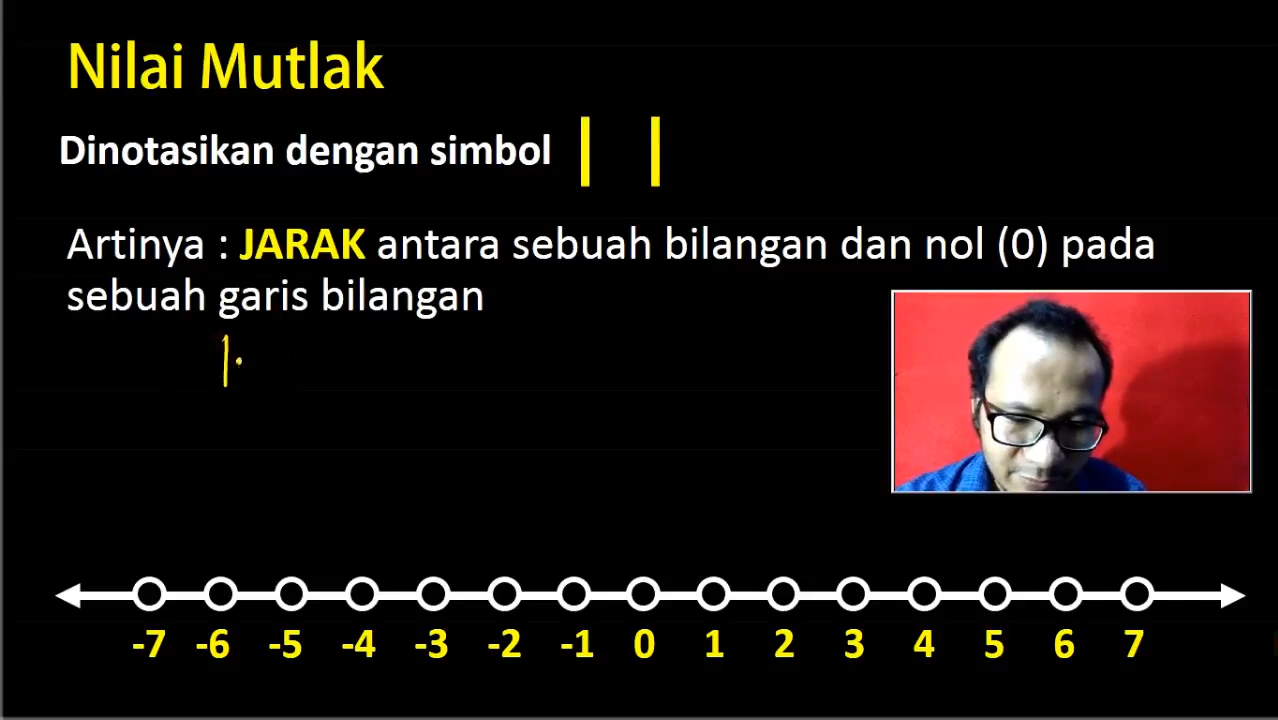 Nilai Mutlak
Dinotasikan dengan simbol | |
Artinya : JARAK antara sebuah bilangan dan nol (0) pada
sebuah garis bilangan
|.
-7 -6 -5 -4 -3 -2 -1 0 1 2 3 4 5 6 7